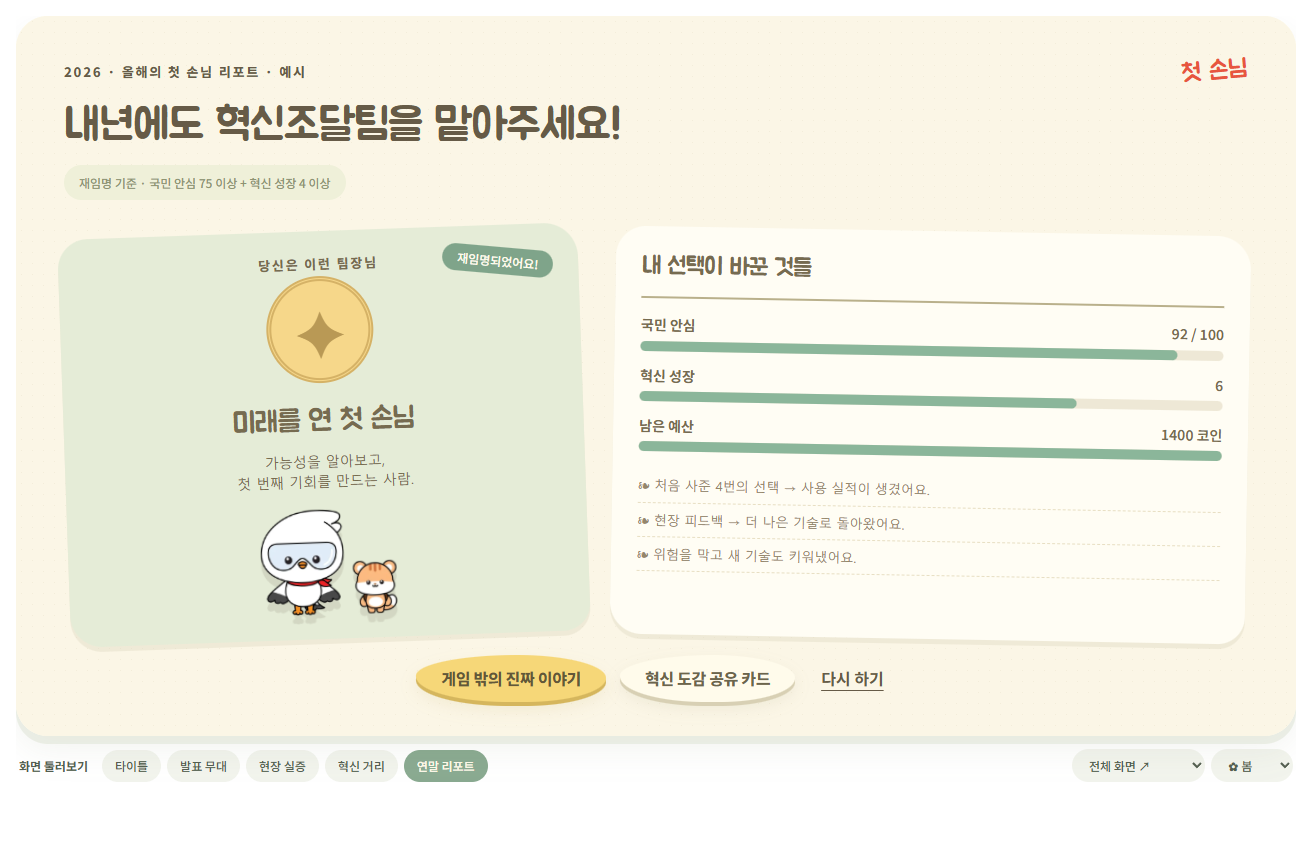 2026 · 올해의 첫 손님 리포트 · 예시
첫 손님
내년에도 혁신조달팀을 맡아주세요!
재임명 기준 · 국민 안심 75 이상 + 혁신 성장 4 이상
당신은 이런 팀장님
재임명되었어요!
미래를 연 첫 손님
가능성을 알아보고,
첫 번째 기회를 만드는 사람.
내 선택이 바꾼 것들
국민 안심
92 / 100
혁신 성장
6
남은 예산
1400 코인
❧ 처음 사준 4번의 선택 → 사용 실적이 생겼어요.
❧ 현장 피드백 → 더 나은 기술로 돌아왔어요.
❧ 위험을 막고 새 기술도 키워냈어요.
게임 밖의 진짜 이야기
혁신 도감 공유 카드
다시 하기
화면 둘러보기
타이틀
발표 무대
현장 실증
혁신 거리
연말 리포트
전체 화면 ↗
✿ 봄